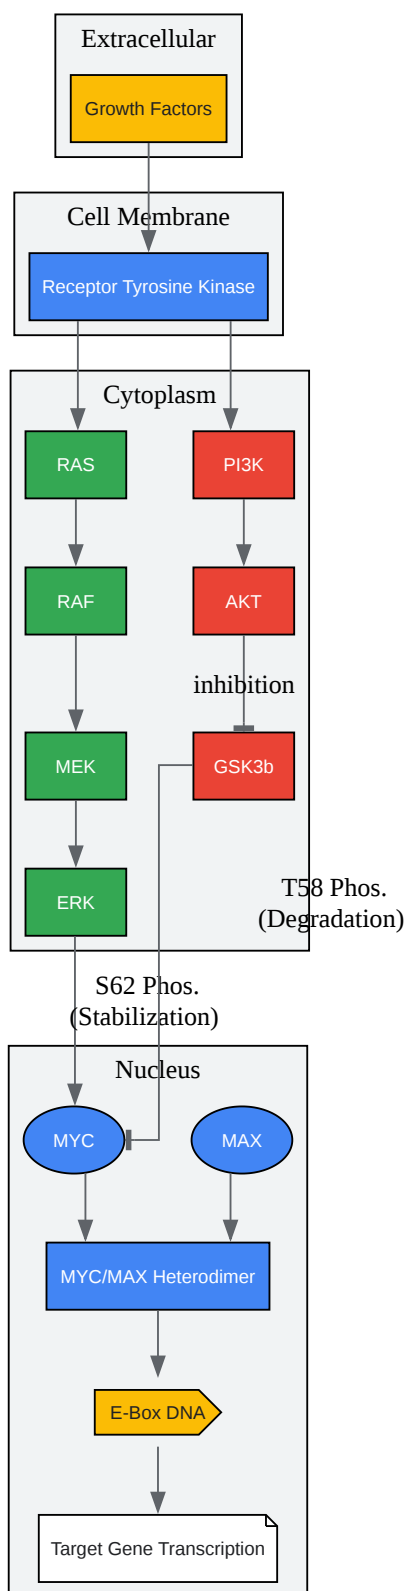 Extracellular
Growth Factors
Cell Membrane
Receptor Tyrosine Kinase
Cytoplasm
RAS
PI3K
RAF
AKT
inhibition
MEK
GSK3b
T58 Phos.
(Degradation)
ERK
S62 Phos.
(Stabilization)
Nucleus
MYC
MAX
MYC/MAX Heterodimer
E-Box DNA
Target Gene Transcription